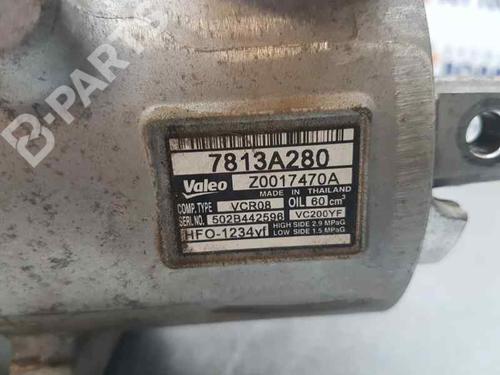 B-PARTS
7813A280
Valeo Z0017470A
MADE IN THAILAND
COMP. TYPE VCR08 OIL 60 cm³
SERI. NO. 502B442596 VC200YF
HFO-1234yf HIGH SIDE 2.9 MPaG
LOW SIDE 1.5 MPaG